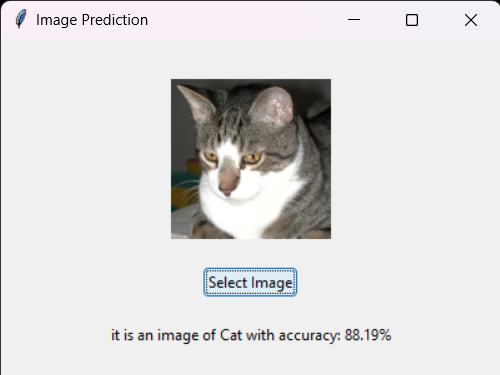 Image Prediction
Select Image
it is an image of Cat with accuracy: 88.19%